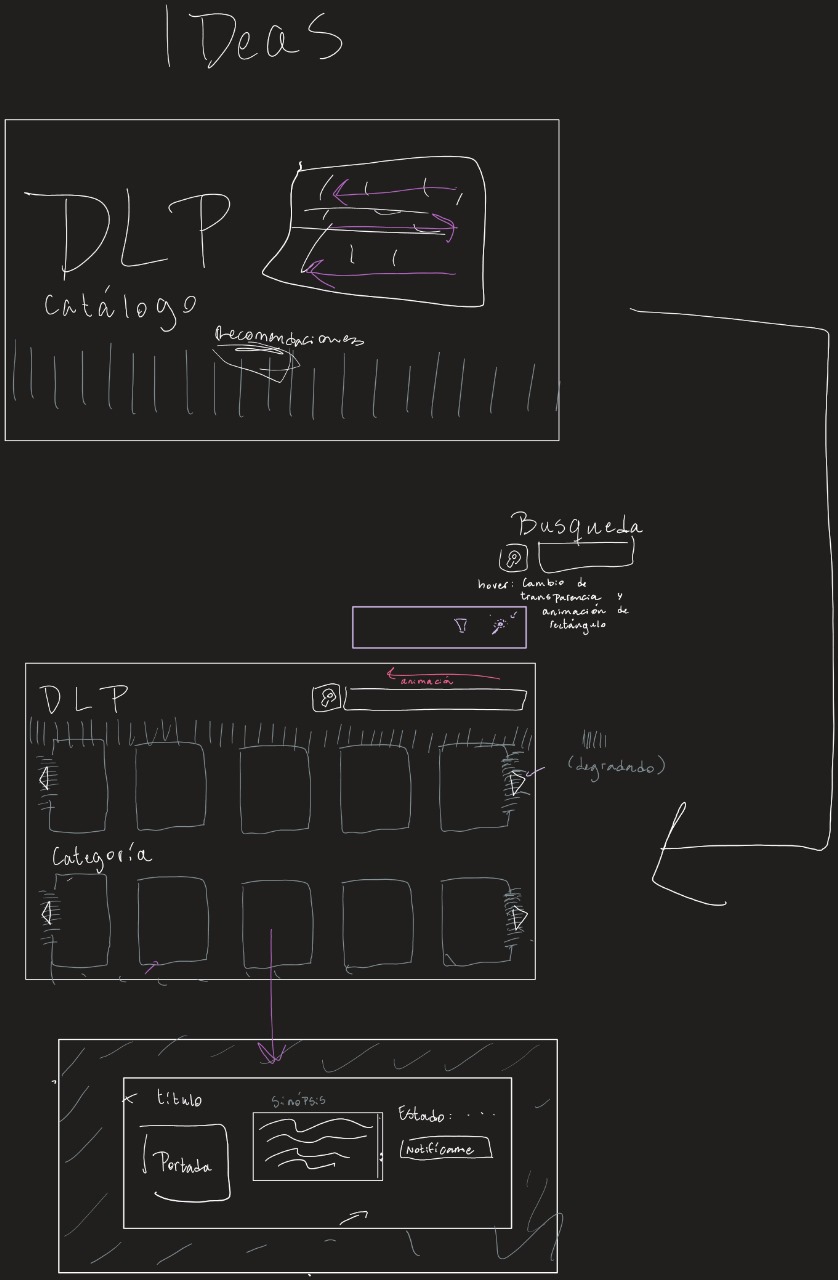 IDeas
DLP
Catálogo
Recomendaciones
Busqueda
hover: Cambio de
transparencia y
animación de
rectángulo
DLP
animación
(degradado)
Categoría
título
Sinópsis
Estado: ...
Notifícame
Portada